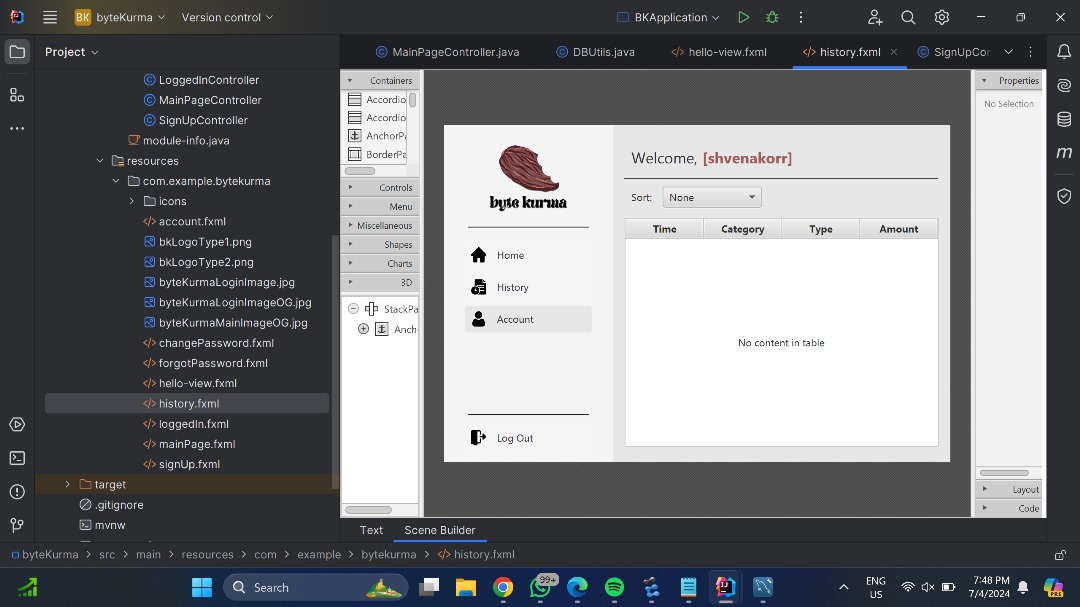 BK byteKurma Version control BKApplication
Project
MainPageController.java DBUtils.java hello-view.fxml history.fxml SignUpCor
LoggedInController
MainPageController
SignUpController
module-info.java
resources
com.example.bytekurma
icons
account.fxml
bkLogoType1.png
bkLogoType2.png
byteKurmaLoginImage.jpg
byteKurmaLoginImageOG.jpg
byteKurmaMainImageOG.jpg
changePassword.fxml
forgotPassword.fxml
hello-view.fxml
history.fxml
loggedIn.fxml
mainPage.fxml
signUp.fxml
target
.gitignore
mvnw
Containers
Accordio
Accordio
AnchorPa
BorderPa
Controls
Menu
Miscellaneous
Shapes
Charts
3D
StackPa
Ancho
byte kurma
Home
History
Account
Log Out
Welcome, [shvenakorr]
Sort: None
Time Category Type Amount
No content in table
Properties
No Selection
Layout
Code
m
Text Scene Builder
byteKurma > src > main > resources > com > example > bytekurma > history.fxml
Search
99+
ENG
US
7:48 PM
7/4/2024
PRE